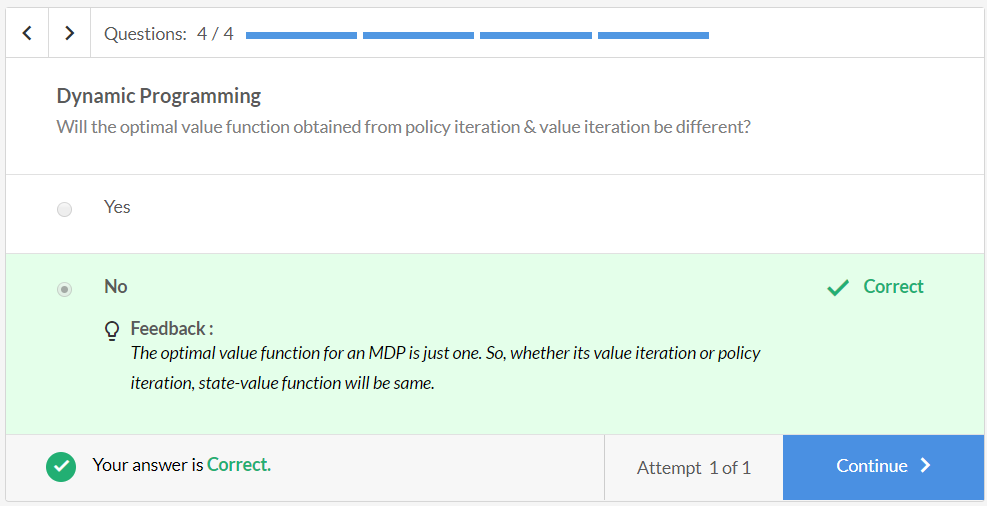 Questions: 4 / 4
Dynamic Programming
Will the optimal value function obtained from policy iteration & value iteration be different?
Yes
No
Correct
Feedback :
The optimal value function for an MDP is just one. So, whether its value iteration or policy
iteration, state-value function will be same.
Your answer is Correct.
Attempt 1 of 1
Continue